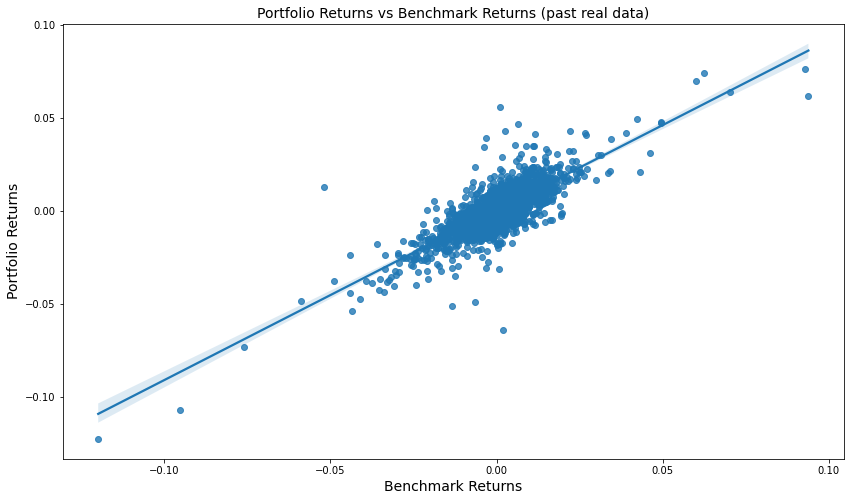 Portfolio Returns vs Benchmark Returns (past real data)
0.10
0.05
0.00
−0.05
−0.10
Portfolio Returns
−0.10 −0.05 0.00 0.05 0.10
Benchmark Returns